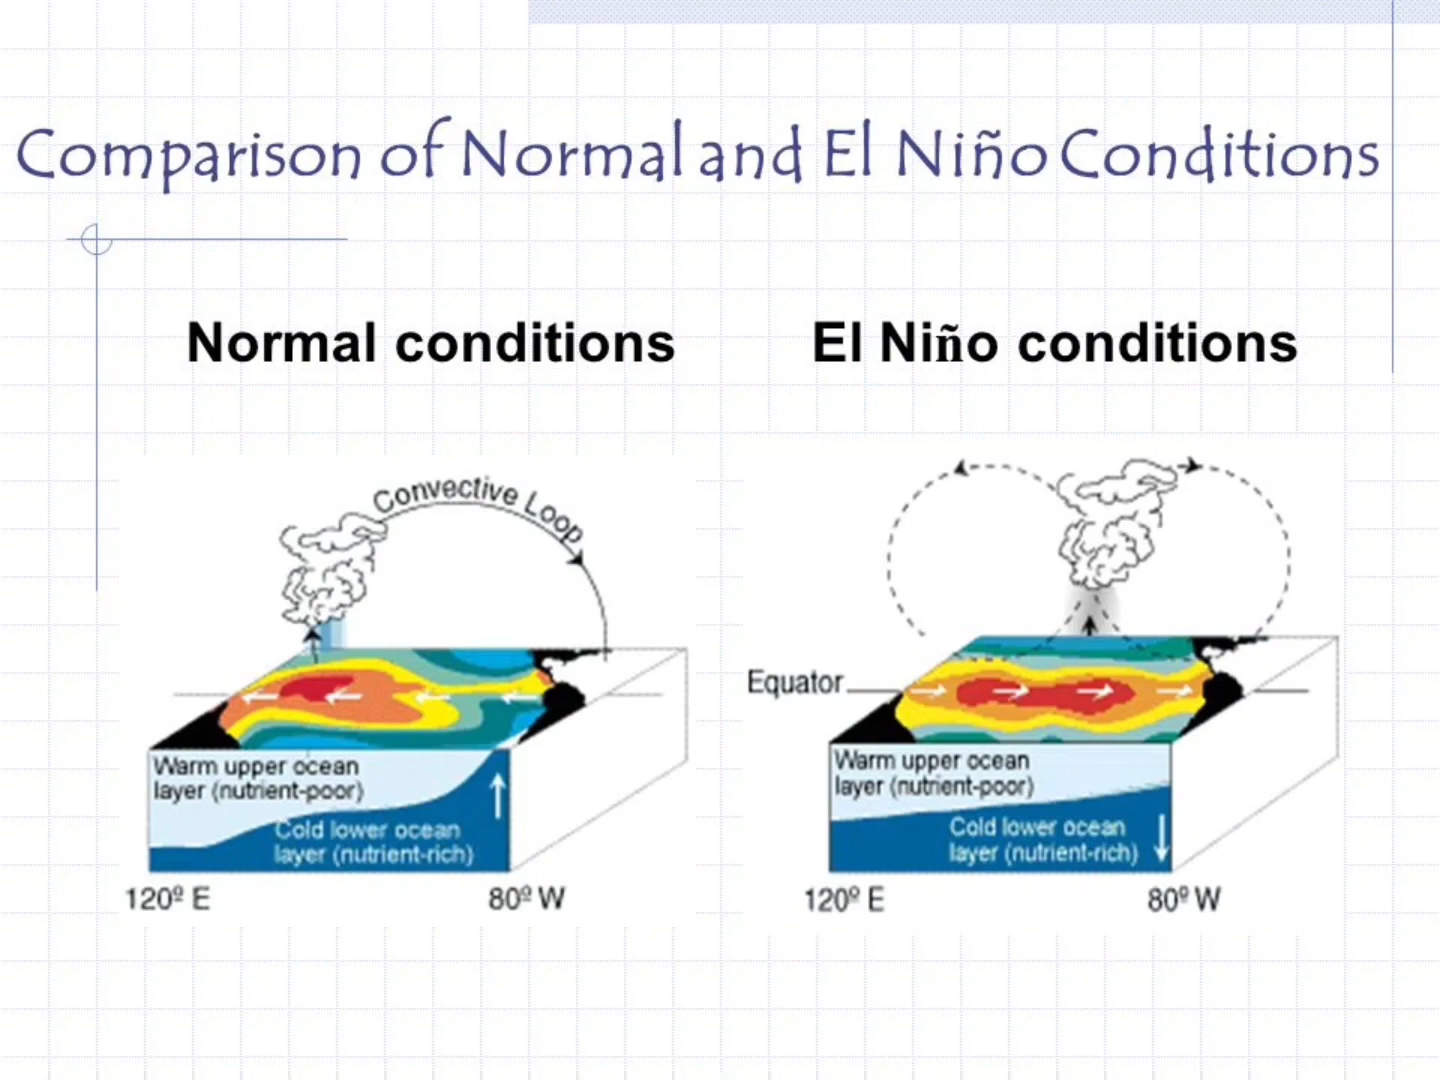 Comparison of Normal and El Niño Conditions
Normal conditions
El Niño conditions
Convective Loop
Warm upper ocean
layer (nutrient-poor)
Cold lower ocean
layer (nutrient-rich)
120º E
80º W
Equator
Warm upper ocean
layer (nutrient-poor)
Cold lower ocean
layer (nutrient-rich)
120º E
80º W